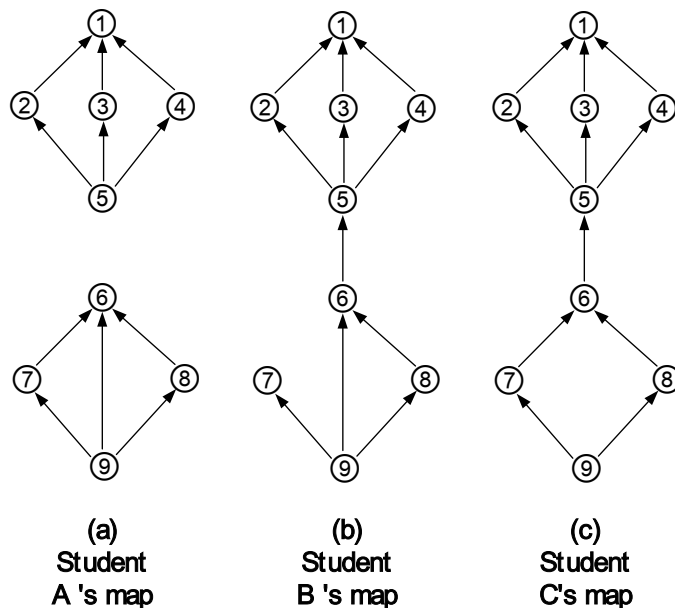 1 1 1
2 3 4 2 3 4 2 3 4
5 5 5
6 6 6
7 8 7 8 7 8
9 9 9
(a) (b) (c)
Student Student Student
A 's map B 's map C's map